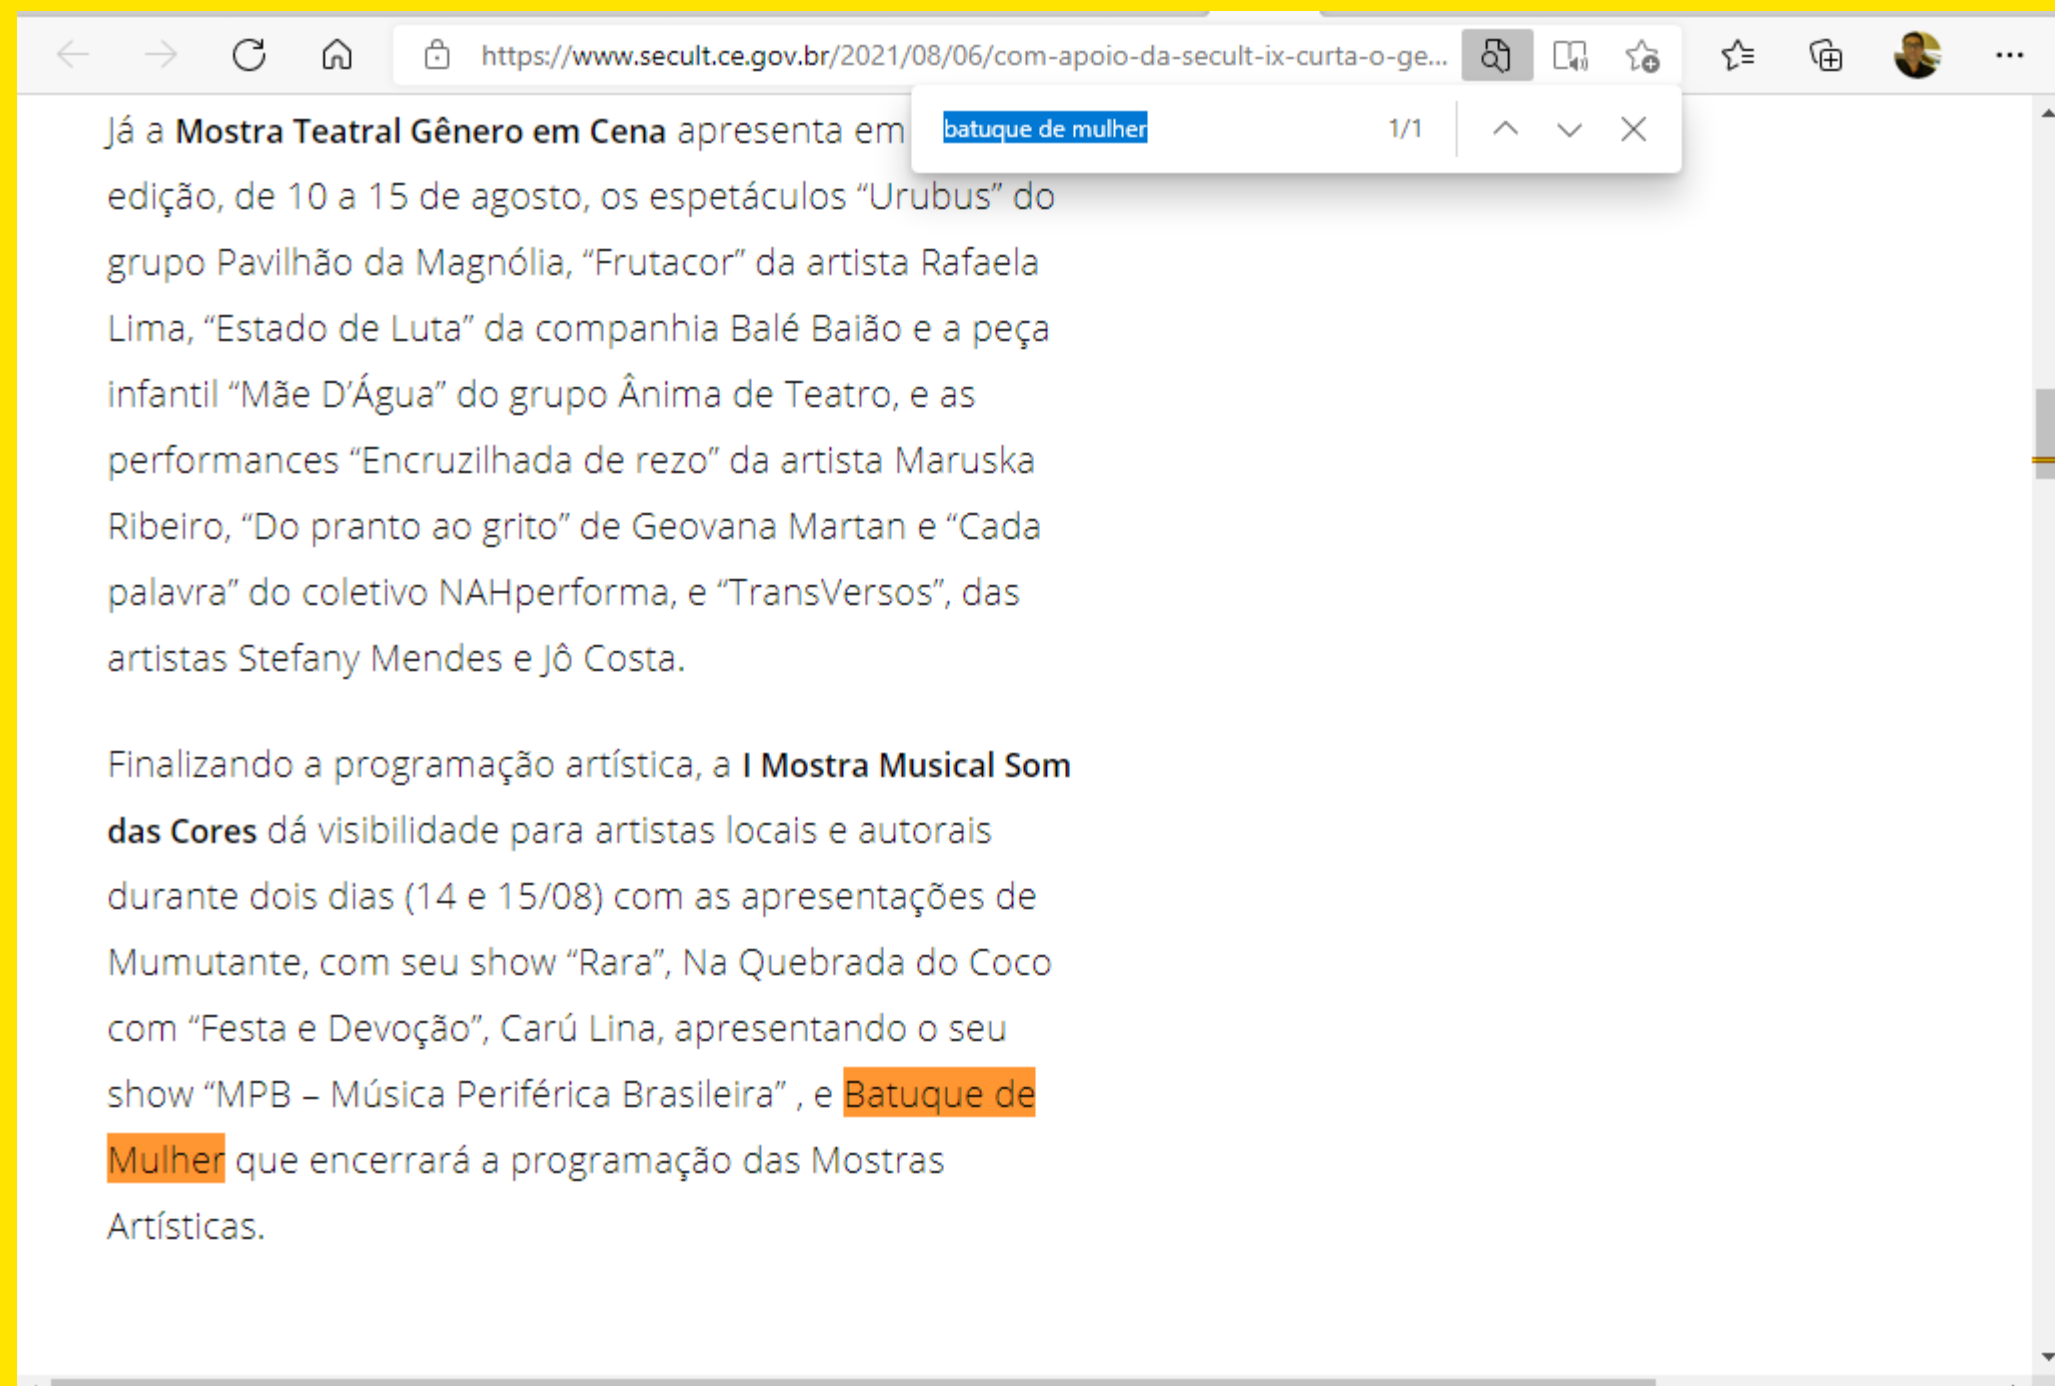 https://www.secult.ce.gov.br/2021/08/06/com-apoio-da-secult-ix-curta-o-ge...
batuque de mulher 1/1
Já a Mostra Teatral Gênero em Cena apresenta em
edição, de 10 a 15 de agosto, os espetáculos “Urubus” do
grupo Pavilhão da Magnólia, “Frutacor” da artista Rafaela
Lima, “Estado de Luta” da companhia Balé Baião e a peça
infantil “Mãe D’Água” do grupo Ânima de Teatro, e as
performances “Encruzilhada de rezo” da artista Maruska
Ribeiro, “Do pranto ao grito” de Geovana Martan e “Cada
palavra” do coletivo NAHperforma, e “TransVersos”, das
artistas Stefany Mendes e Jô Costa.
Finalizando a programação artística, a I Mostra Musical Som
das Cores dá visibilidade para artistas locais e autorais
durante dois dias (14 e 15/08) com as apresentações de
Mumutante, com seu show “Rara”, Na Quebrada do Coco
com “Festa e Devoção”, Carú Lina, apresentando o seu
show “MPB – Música Periférica Brasileira” , e Batuque de
Mulher que encerrará a programação das Mostras
Artísticas.